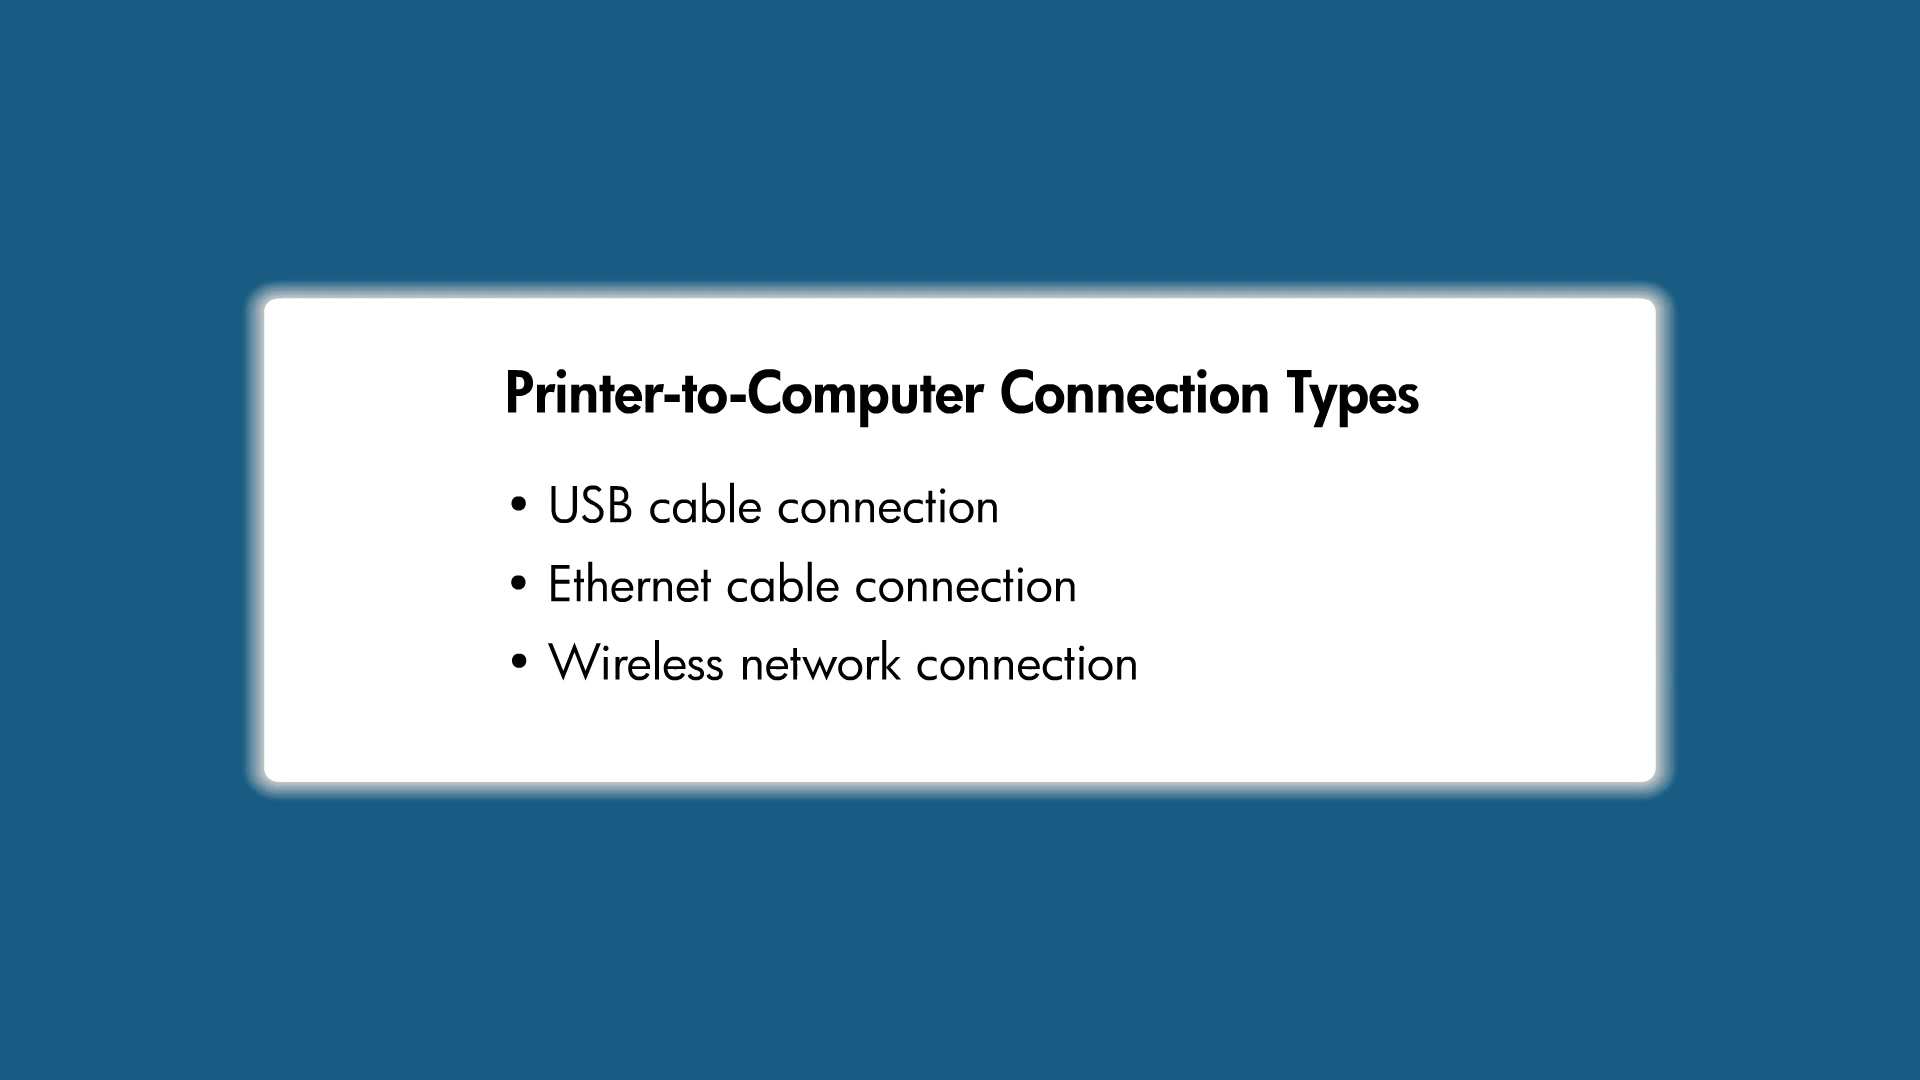 Printer-to-Computer Connection Types
• USB cable connection
• Ethernet cable connection
• Wireless network connection